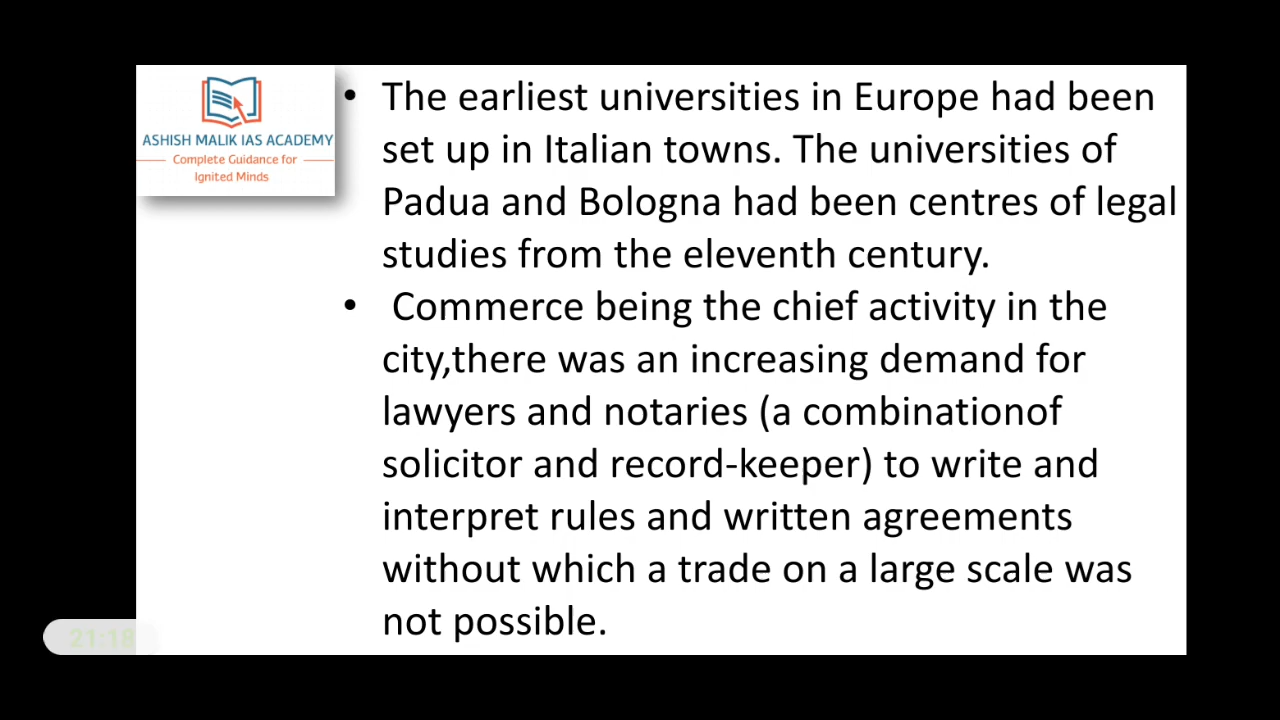 ASHISH MALIK IAS ACADEMY
Complete Guidance for
Ignited Minds
• The earliest universities in Europe had been
set up in Italian towns. The universities of
Padua and Bologna had been centres of legal
studies from the eleventh century.
• Commerce being the chief activity in the
city,there was an increasing demand for
lawyers and notaries (a combinationof
solicitor and record-keeper) to write and
interpret rules and written agreements
without which a trade on a large scale was
not possible.
21:18